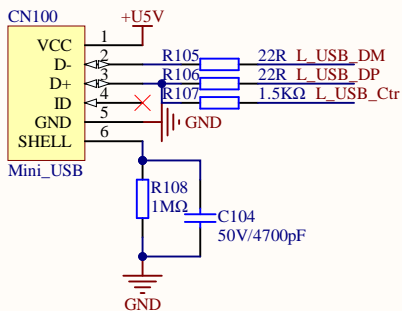 CN100
+U5V
VCC 1
D- 2 R105 22R L_USB_DM
D+ 3 R106 22R L_USB_DP
ID 4 R107 1.5KΩ L_USB_Ctr
GND 5 GND
SHELL 6
Mini_USB
R108
1MΩ
C104
50V/4700pF
GND